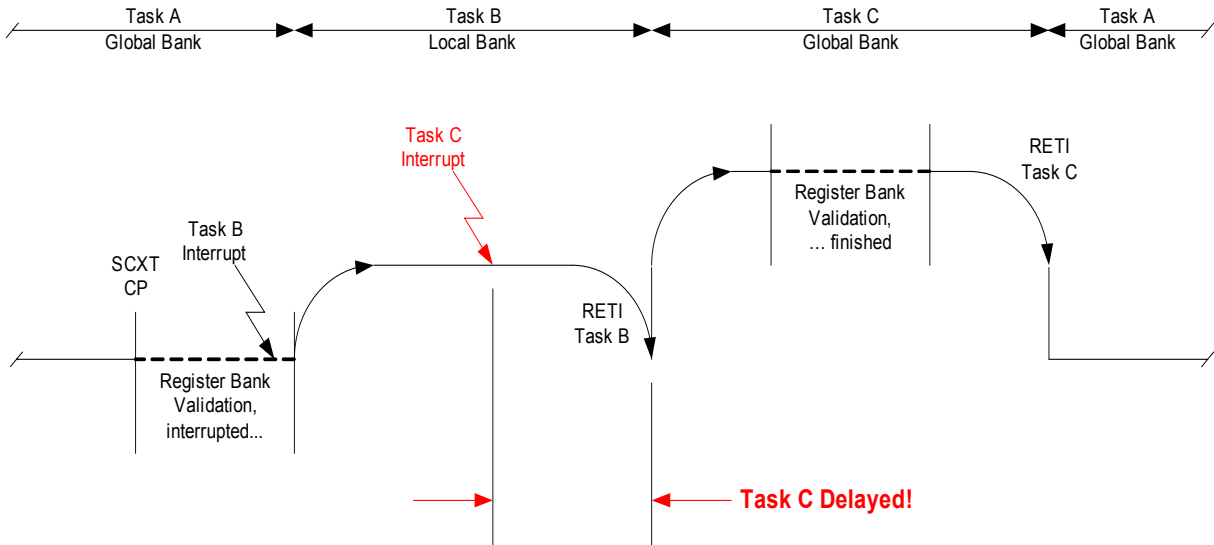 Task A
Global Bank
Task B
Local Bank
Task C
Global Bank
Task A
Global Bank
Task C
Interrupt
RETI
Task C
Register Bank
Validation,
... finished
Task B
Interrupt
SCXT
CP
RETI
Task B
Register Bank
Validation,
interrupted...
Task C Delayed!